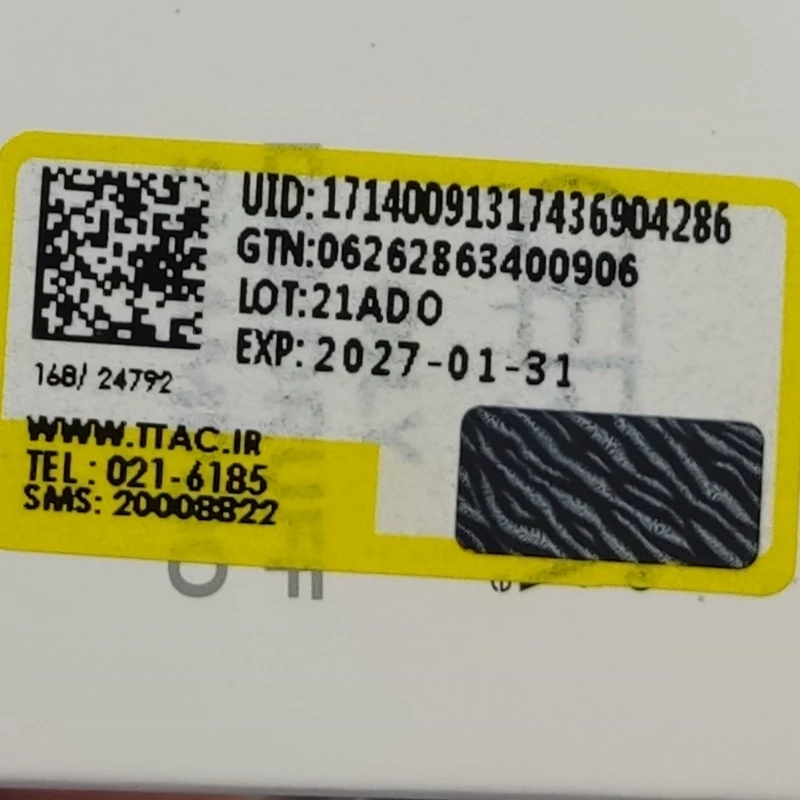 UID:17140091317436904286
GTN:06262863400906
LOT:21ADO
EXP:2027-01-31
168/ 24792
WWW.TTAC.IR
TEL: 021-6185
SMS: 20008822